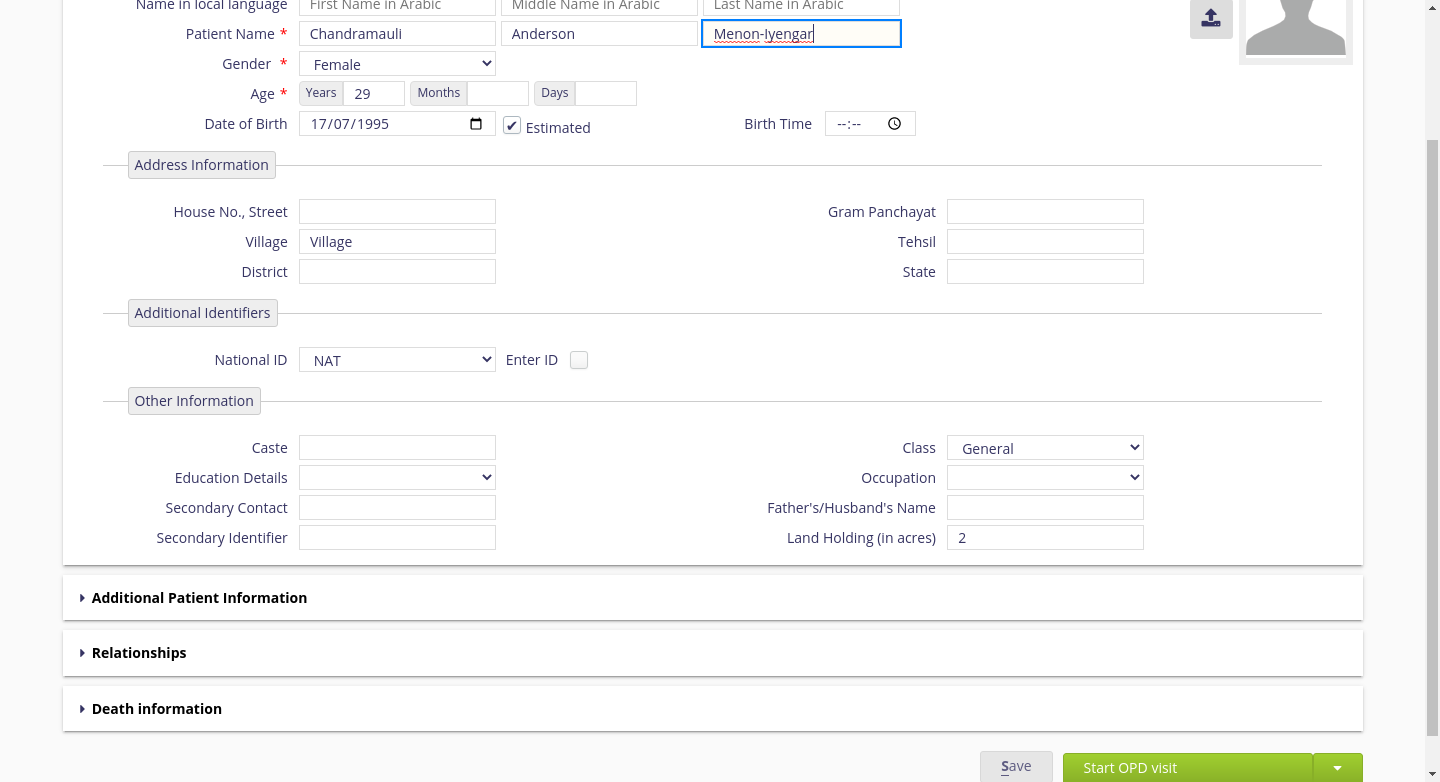 Name in local language First Name in Arabic Middle Name in Arabic Last Name in Arabic
Patient Name * Chandramauli Anderson Menon-Iyengar
Gender * Female
Age * Years 29 Months Days
Date of Birth 17/07/1995 Estimated Birth Time --:--
Address Information
House No., Street Gram Panchayat
Village Village Tehsil
District State
Additional Identifiers
National ID NAT Enter ID
Other Information
Caste Class General
Education Details Occupation
Secondary Contact Father's/Husband's Name
Secondary Identifier Land Holding (in acres) 2
Additional Patient Information
Relationships
Death information
Save Start OPD visit